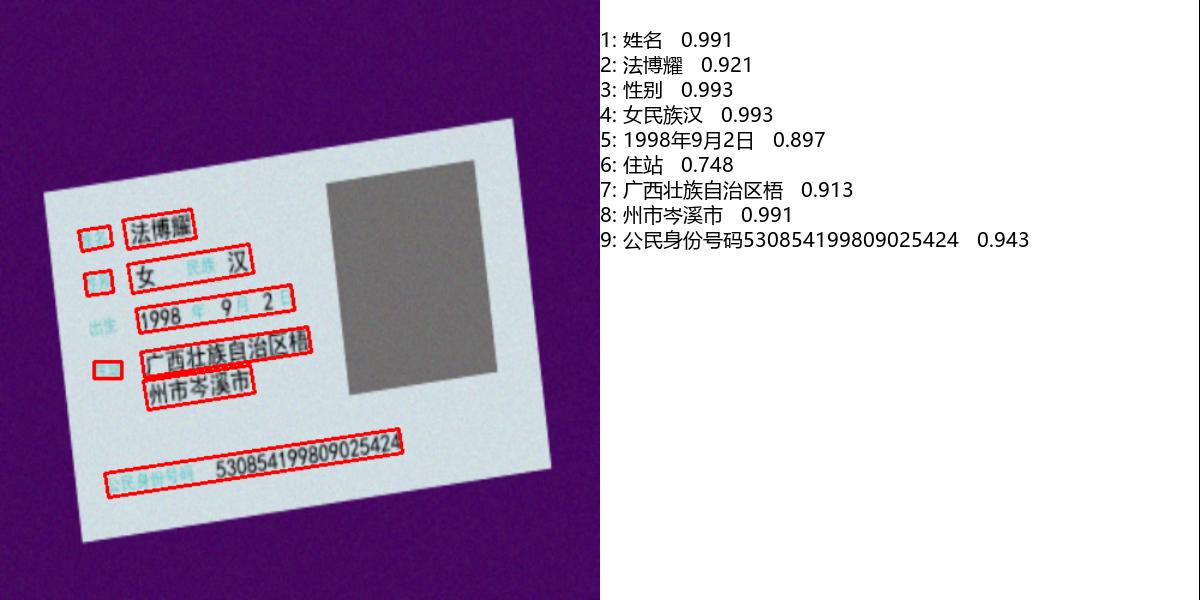 姓名 法博耀
性别 女 民族 汉
出生 1998 年 9 月 2 日
住址 广西壮族自治区梧
州市岑溪市
公民身份号码 530854199809025424
1: 姓名 0.991
2: 法博耀 0.921
3: 性别 0.993
4: 女民族汉 0.993
5: 1998年9月2日 0.897
6: 住站 0.748
7: 广西壮族自治区梧 0.913
8: 州市岑溪市 0.991
9: 公民身份号码530854199809025424 0.943